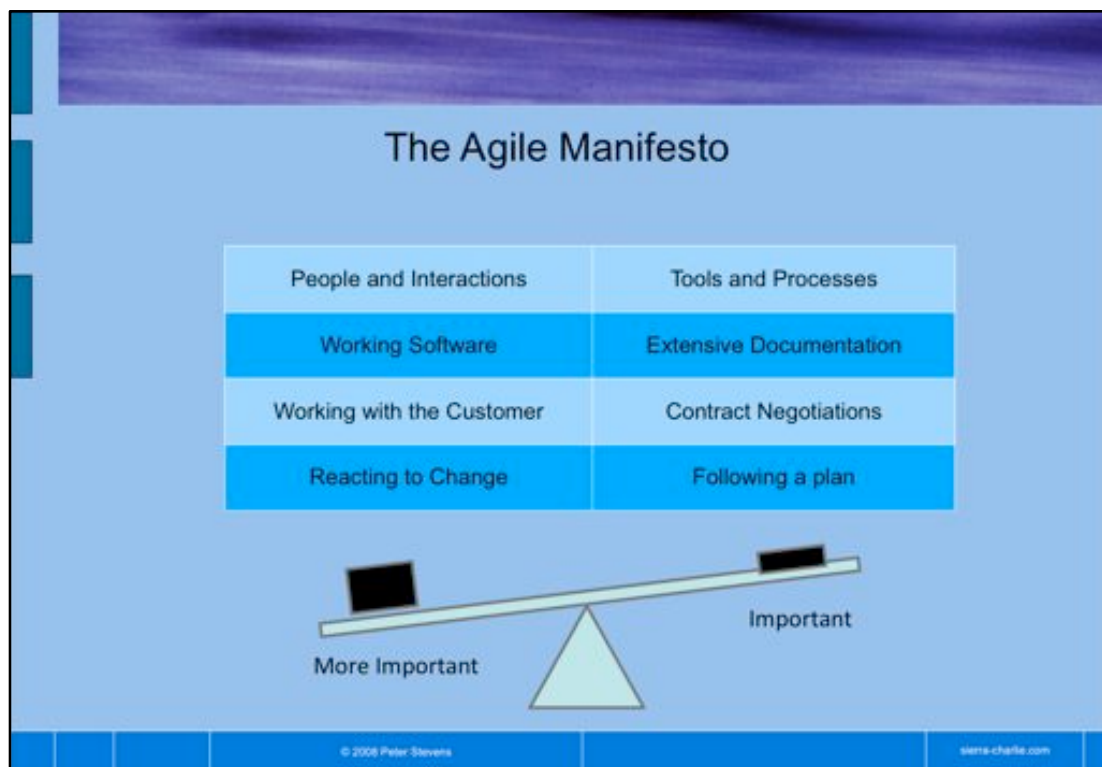 The Agile Manifesto
People and Interactions
Tools and Processes
Working Software
Extensive Documentation
Working with the Customer
Contract Negotiations
Reacting to Change
Following a plan
Important
More Important
© 2008 Peter Stevens
sierra-charlie.com